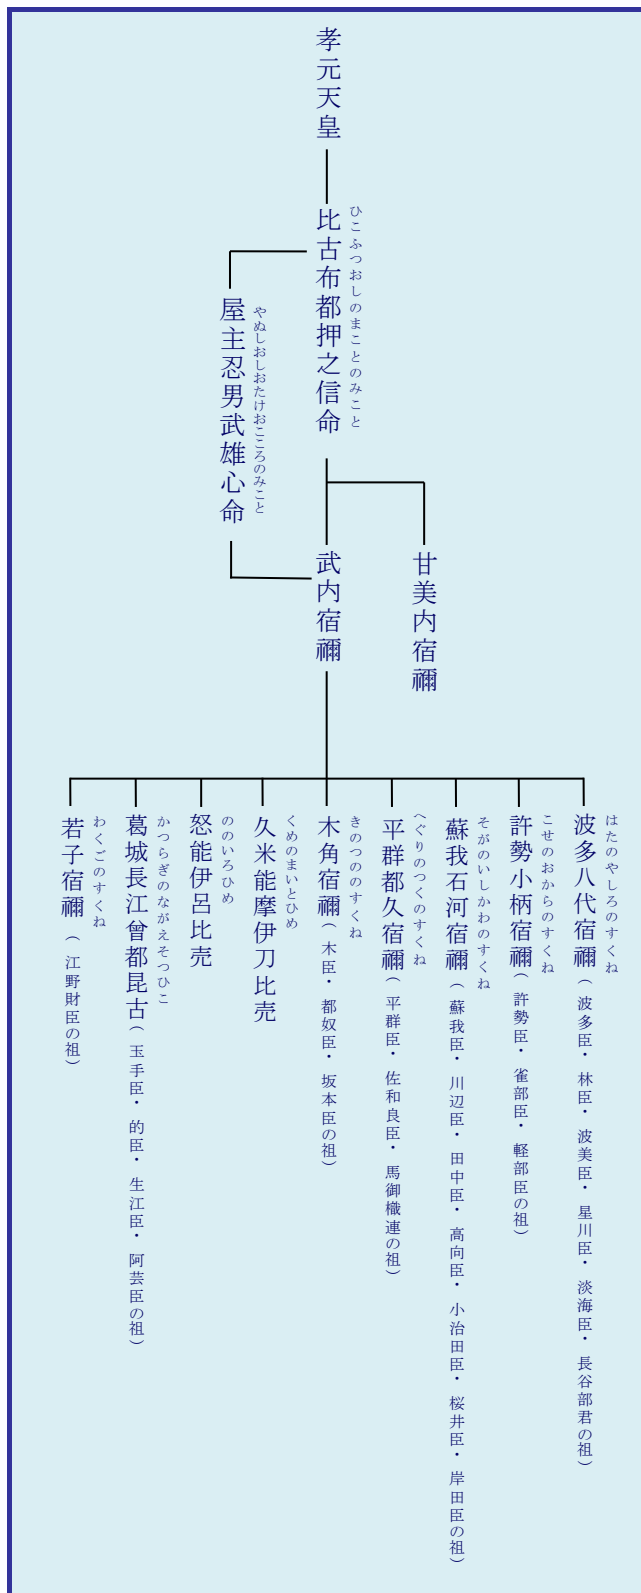 孝元天皇
ひこふつおしのまことのみこと
比古布都押之信命
やぬしおしおたけおこころのみこと
屋主忍男武雄心命
甘美内宿禰
武内宿禰
はたのやしろのすくね
波多八代宿禰（波多臣・林臣・波美臣・星川臣・淡海臣・長谷部君の祖）
こせのおからのすくね
許勢小柄宿禰（許勢臣・雀部臣・軽部臣の祖）
そがのいしかわのすくね
蘇我石河宿禰（蘇我臣・川辺臣・田中臣・高向臣・小治田臣・桜井臣・岸田臣の祖）
へぐりのつくのすくね
平群都久宿禰（平群臣・佐和良臣・馬御樴連の祖）
きのつののすくね
木角宿禰（木臣・都奴臣・坂本臣の祖）
くめのまいとひめ
久米能摩伊刀比売
ののいろひめ
怒能伊呂比売
かつらぎのながえそつひこ
葛城長江曾都毘古（玉手臣・的臣・生江臣・阿芸臣の祖）
わくごのすくね
若子宿禰（江野財臣の祖）